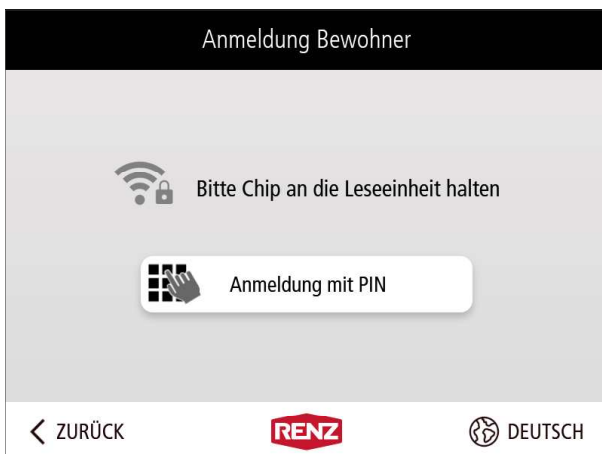 Anmeldung Bewohner
Bitte Chip an die Leseeinheit halten
Anmeldung mit PIN
ZURÜCK
RENZ
DEUTSCH